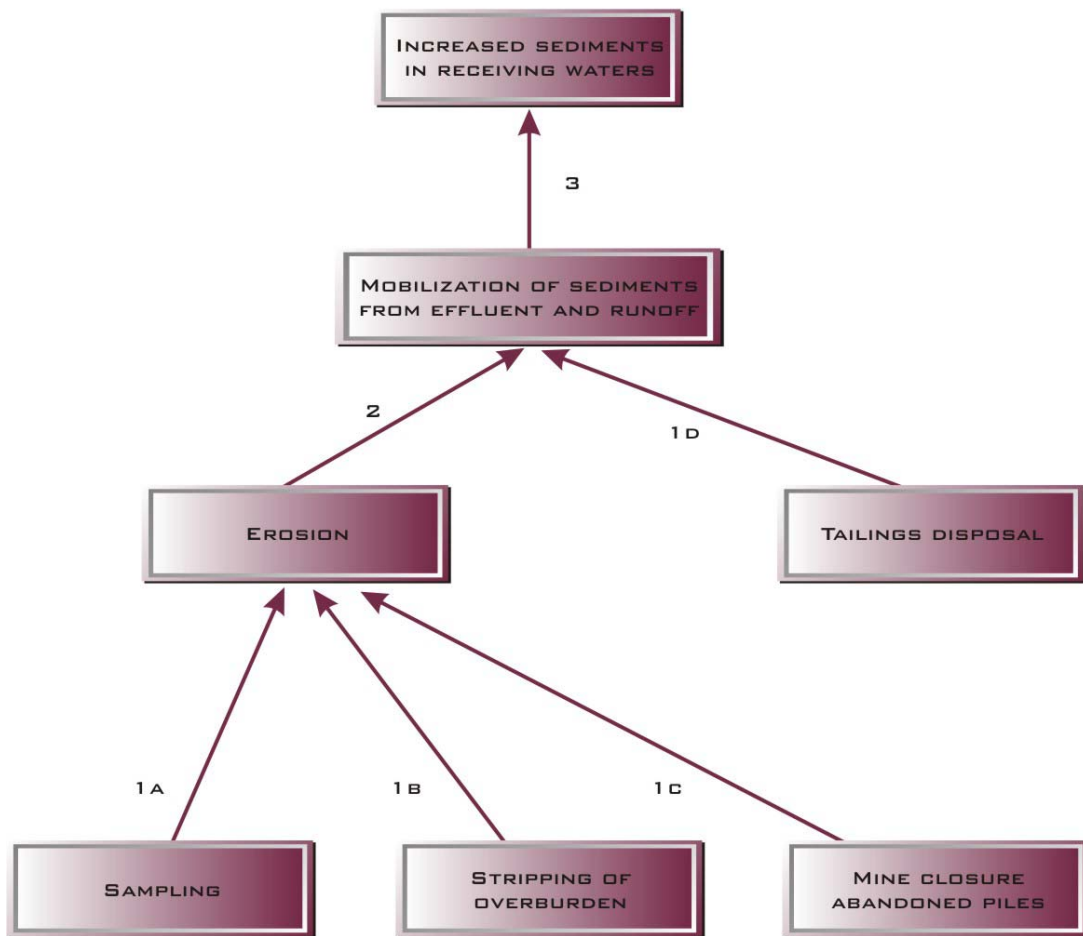 INCREASED SEDIMENTS
IN RECEIVING WATERS
3
MOBILIZATION OF SEDIMENTS
FROM EFFLUENT AND RUNOFF
2
1D
EROSION
TAILINGS DISPOSAL
1A
1B
1C
SAMPLING
STRIPPING OF
OVERBURDEN
MINE CLOSURE
ABANDONED PILES